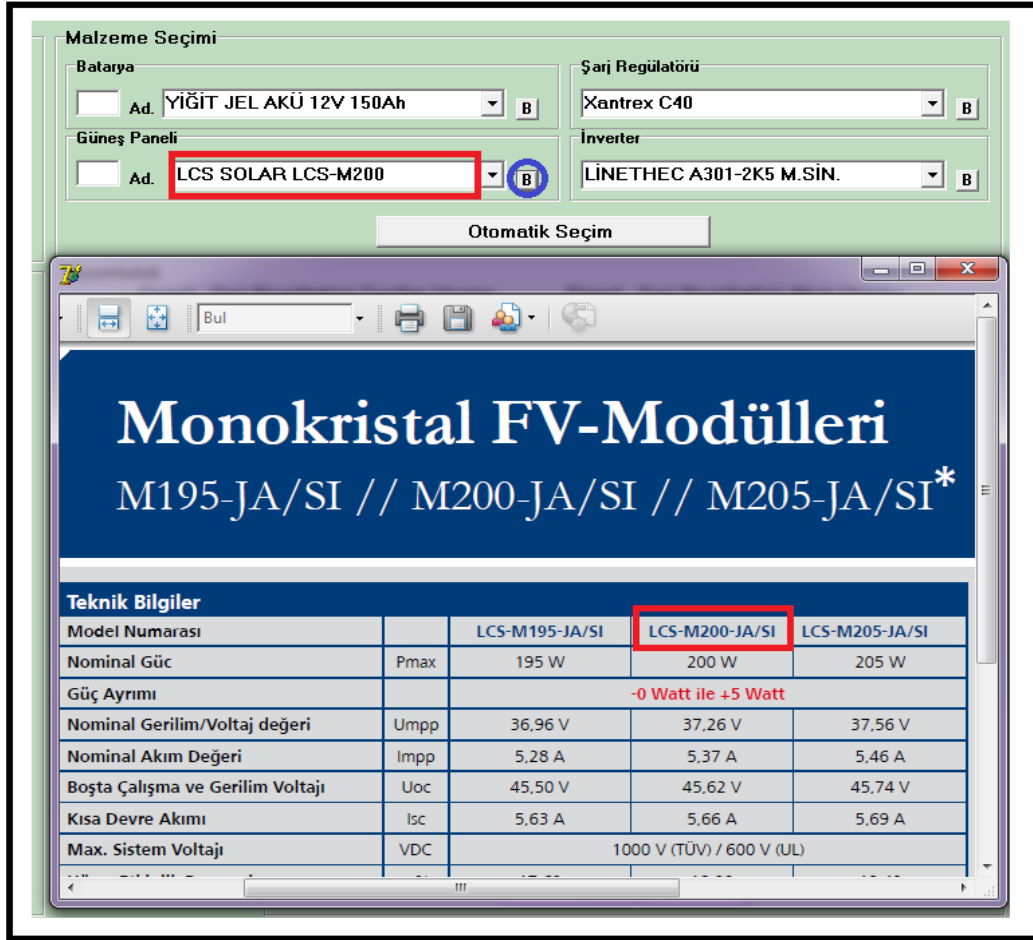 Malzeme Seçimi
Batarya
Ad. YİĞİT JEL AKÜ 12V 150Ah B
Şarj Regülatörü
Xantrex C40 B
Güneş Paneli
Ad. LCS SOLAR LCS-M200 B
İnverter
LİNETHEC A301-2K5 M.SİN. B
Otomatik Seçim
Bul
Monokristal FV-Modülleri
M195-JA/SI // M200-JA/SI // M205-JA/SI*
Teknik Bilgiler
Model Numarası LCS-M195-JA/SI LCS-M200-JA/SI LCS-M205-JA/SI
Nominal Güc Pmax 195 W 200 W 205 W
Güç Ayrımı -0 Watt ile +5 Watt
Nominal Gerilim/Voltaj değeri Umpp 36,96 V 37,26 V 37,56 V
Nominal Akım Değeri Impp 5,28 A 5,37 A 5,46 A
Boşta Çalışma ve Gerilim Voltajı Uoc 45,50 V 45,62 V 45,74 V
Kısa Devre Akımı Isc 5,63 A 5,66 A 5,69 A
Max. Sistem Voltajı VDC 1000 V (TÜV) / 600 V (UL)